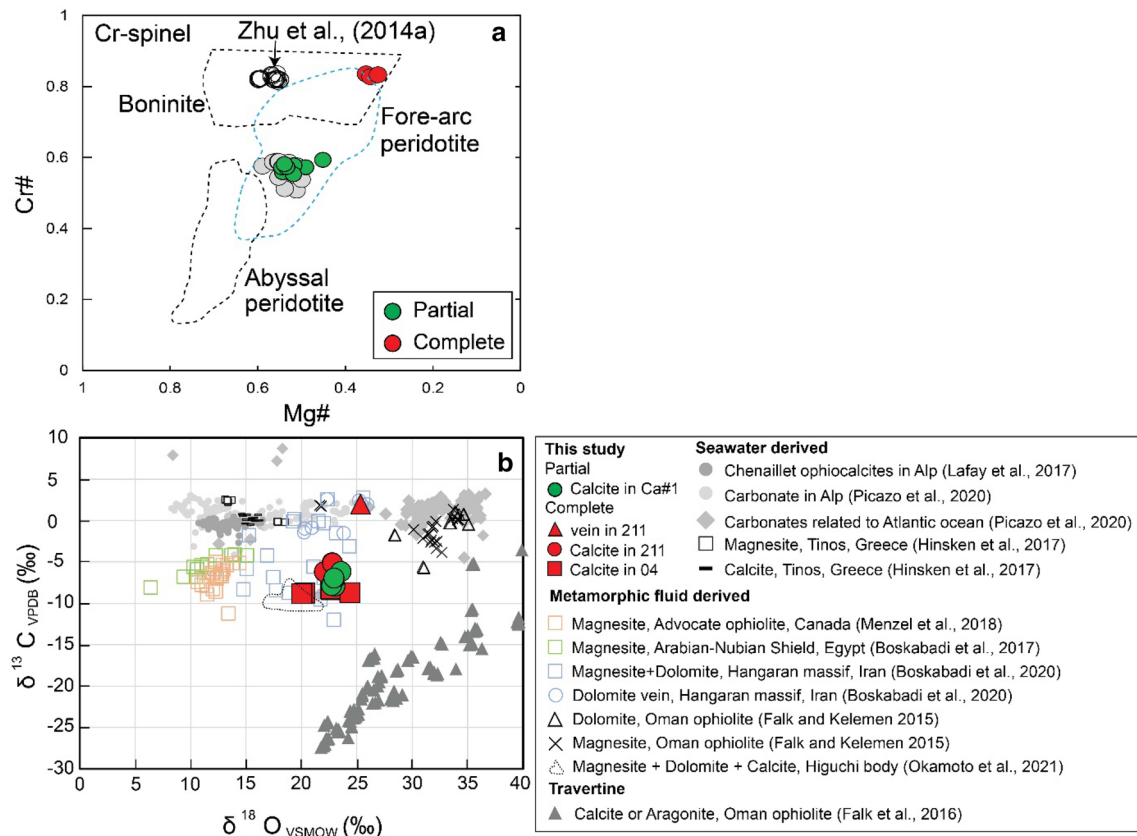 Cr-spinel
Zhu et al., (2014a)
a
Boninite
Fore-arc
peridotite
Abyssal
peridotite
Partial
Complete
1
0.8
0.6
0.4
0.2
0
Cr#
1
0.8
0.6
0.4
0.2
0
Mg#
b
10
5
0
-5
-10
-15
-20
-25
-30
δ 13 C VPDB (‰)
0
5
10
15
20
25
30
35
40
δ 18 O VSMOW (‰)
This study
Partial
Calcite in Ca#1
Complete
vein in 211
Calcite in 211
Calcite in 04
Seawater derived
Chenaillet ophiocalcites in Alp (Lafay et al., 2017)
Carbonate in Alp (Picazo et al., 2020)
Carbonates related to Atlantic ocean (Picazo et al., 2020)
Magnesite, Tinos, Greece (Hinsken et al., 2017)
Calcite, Tinos, Greece (Hinsken et al., 2017)
Metamorphic fluid derived
Magnesite, Advocate ophiolite, Canada (Menzel et al., 2018)
Magnesite, Arabian-Nubian Shield, Egypt (Boskabadi et al., 2017)
Magnesite+Dolomite, Hangaran massif, Iran (Boskabadi et al., 2020)
Dolomite vein, Hangaran massif, Iran (Boskabadi et al., 2020)
Dolomite, Oman ophiolite (Falk and Kelemen 2015)
Magnesite, Oman ophiolite (Falk and Kelemen 2015)
Magnesite + Dolomite + Calcite, Higuchi body (Okamoto et al., 2021)
Travertine
Calcite or Aragonite, Oman ophiolite (Falk et al., 2016)